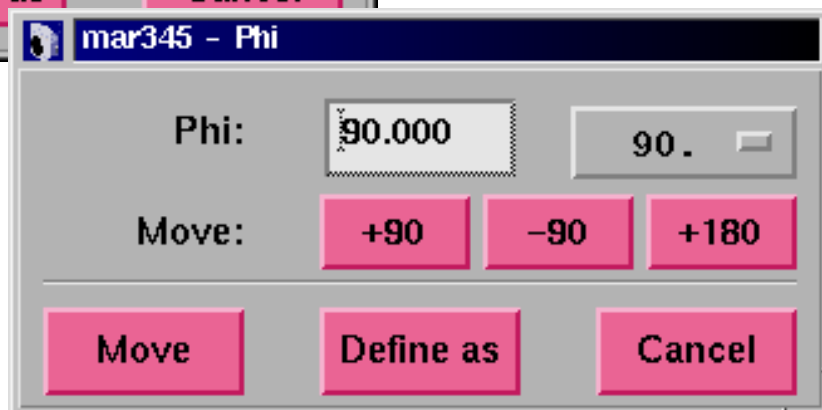 mar345 - Phi
Phi: 90.000 90.
Move: +90 -90 +180
Move Define as Cancel